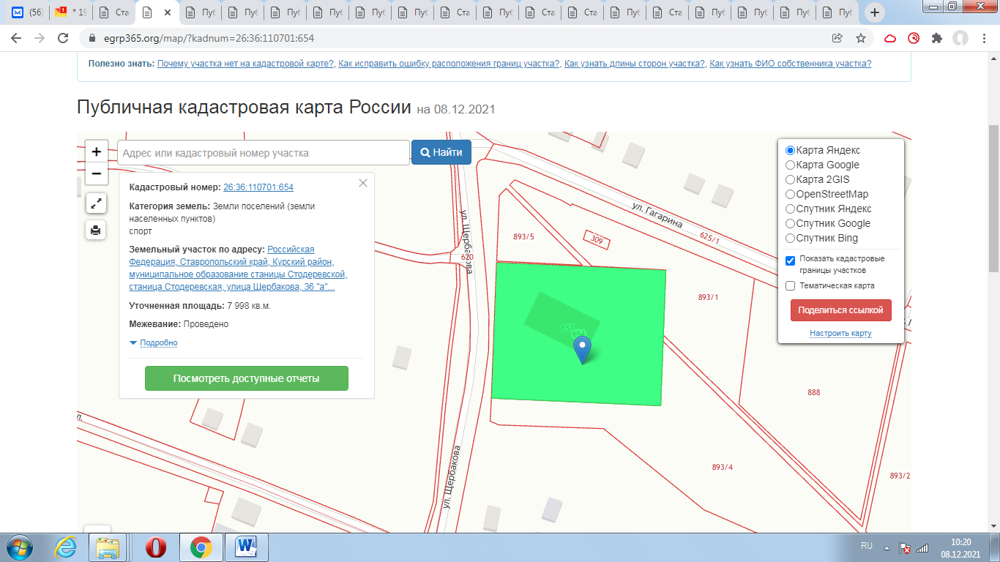 (56)
* 19
Ста
Пуб
Пуб
Пуб
Пуб
Пуб
Пуб
Ста
Пуб
Ста
Ста
Пуб
Ста
Пуб
Пуб
Пуб
Пуб
egrp365.org/map/?kadnum=26:36:110701:654
Полезно знать: Почему участка нет на кадастровой карте?, Как исправить ошибку расположения границ участка?, Как узнать длины сторон участка?, Как узнать ФИО собственника участка?
Публичная кадастровая карта России на 08.12.2021
+
−
Адрес или кадастровый номер участка
Найти
Кадастровый номер: 26:36:110701:654
Категория земель: Земли поселений (земли
населенных пунктов)
спорт
Земельный участок по адресу: Российская
Федерация, Ставропольский край, Курский район,
муниципальное образование станицы Стодеревской,
станица Стодеревская, улица Щербакова, 36 "а"...
Уточненная площадь: 7 998 кв.м.
Межевание: Проведено
Подробно
Посмотреть доступные отчеты
Карта Яндекс
Карта Google
Карта 2GIS
OpenStreetMap
Спутник Яндекс
Спутник Google
Спутник Bing
Показать кадастровые
границы участков
Тематическая карта
Поделиться ссылкой
Настроить карту
ул. Щербакова
620
893/5
309
ул. Гагарина
625/1
893/1
657
654
888
893/4
893/2
ул. Щербакова
RU
10:20
08.12.2021